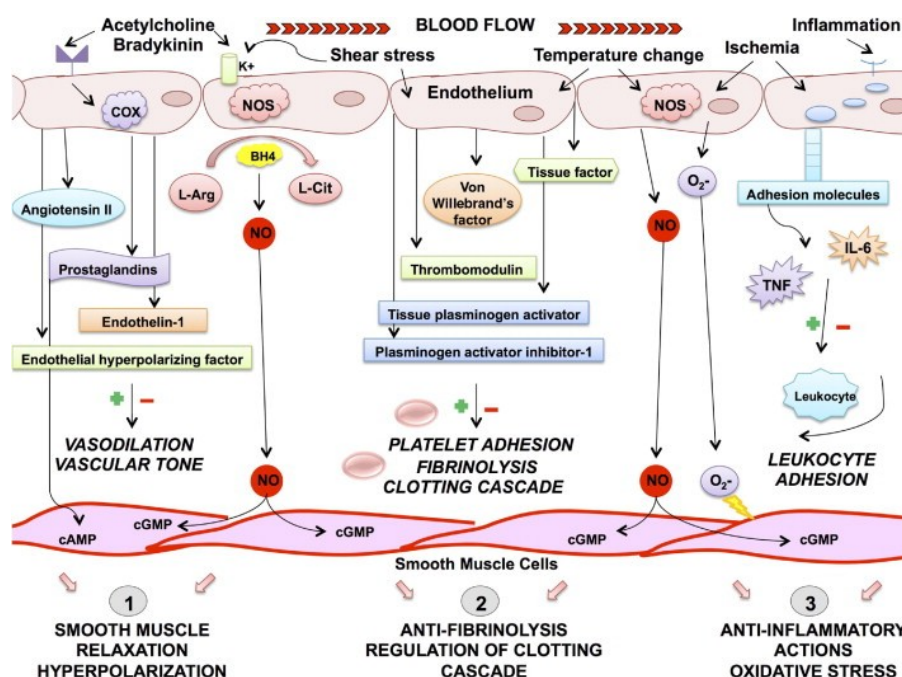 Acetylcholine
Bradykinin
BLOOD FLOW
Inflammation
K+
Shear stress
Temperature change
Ischemia
COX
NOS
Endothelium
NOS
BH4
L-Arg
L-Cit
Angiotensin II
Von
Willebrand's
factor
Tissue factor
O2-
Adhesion molecules
NO
NO
IL-6
TNF
Prostaglandins
Thrombomodulin
Endothelin-1
Tissue plasminogen activator
Endothelial hyperpolarizing factor
Plasminogen activator inhibitor-1
+ −
+ −
+ −
Leukocyte
VASODILATION
VASCULAR TONE
PLATELET ADHESION
FIBRINOLYSIS
CLOTTING CASCADE
LEUKOCYTE
ADHESION
NO
NO
O2-
cAMP
cGMP
cGMP
cGMP
cGMP
Smooth Muscle Cells
1
SMOOTH MUSCLE
RELAXATION
HYPERPOLARIZATION
2
ANTI-FIBRINOLYSIS
REGULATION OF CLOTTING
CASCADE
3
ANTI-INFLAMMATORY
ACTIONS
OXIDATIVE STRESS